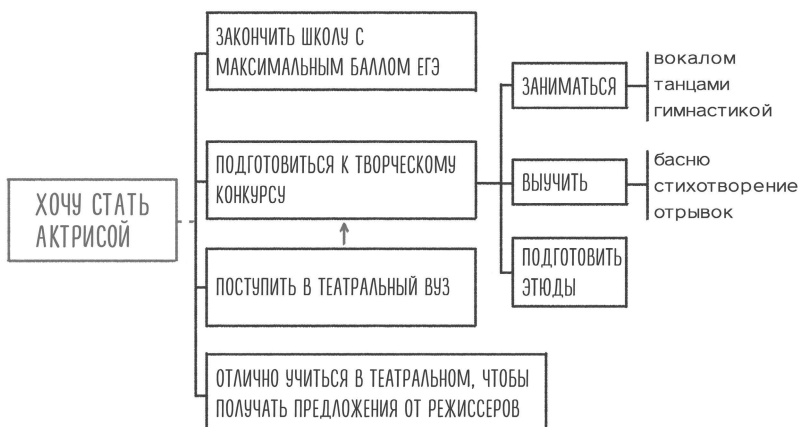 ХОЧУ СТАТЬ
АКТРИСОЙ
ЗАКОНЧИТЬ ШКОЛУ С
МАКСИМАЛЬНЫМ БАЛЛОМ ЕГЭ
ПОДГОТОВИТЬСЯ К ТВОРЧЕСКОМУ
КОНКУРСУ
ЗАНИМАТЬСЯ
вокалом
танцами
гимнастикой
ВЫУЧИТЬ
басню
стихотворение
отрывок
ПОДГОТОВИТЬ
ЭТЮДЫ
ПОСТУПИТЬ В ТЕАТРАЛЬНЫЙ ВУЗ
ОТЛИЧНО УЧИТЬСЯ В ТЕАТРАЛЬНОМ, ЧТОБЫ
ПОЛУЧАТЬ ПРЕДЛОЖЕНИЯ ОТ РЕЖИССЕРОВ